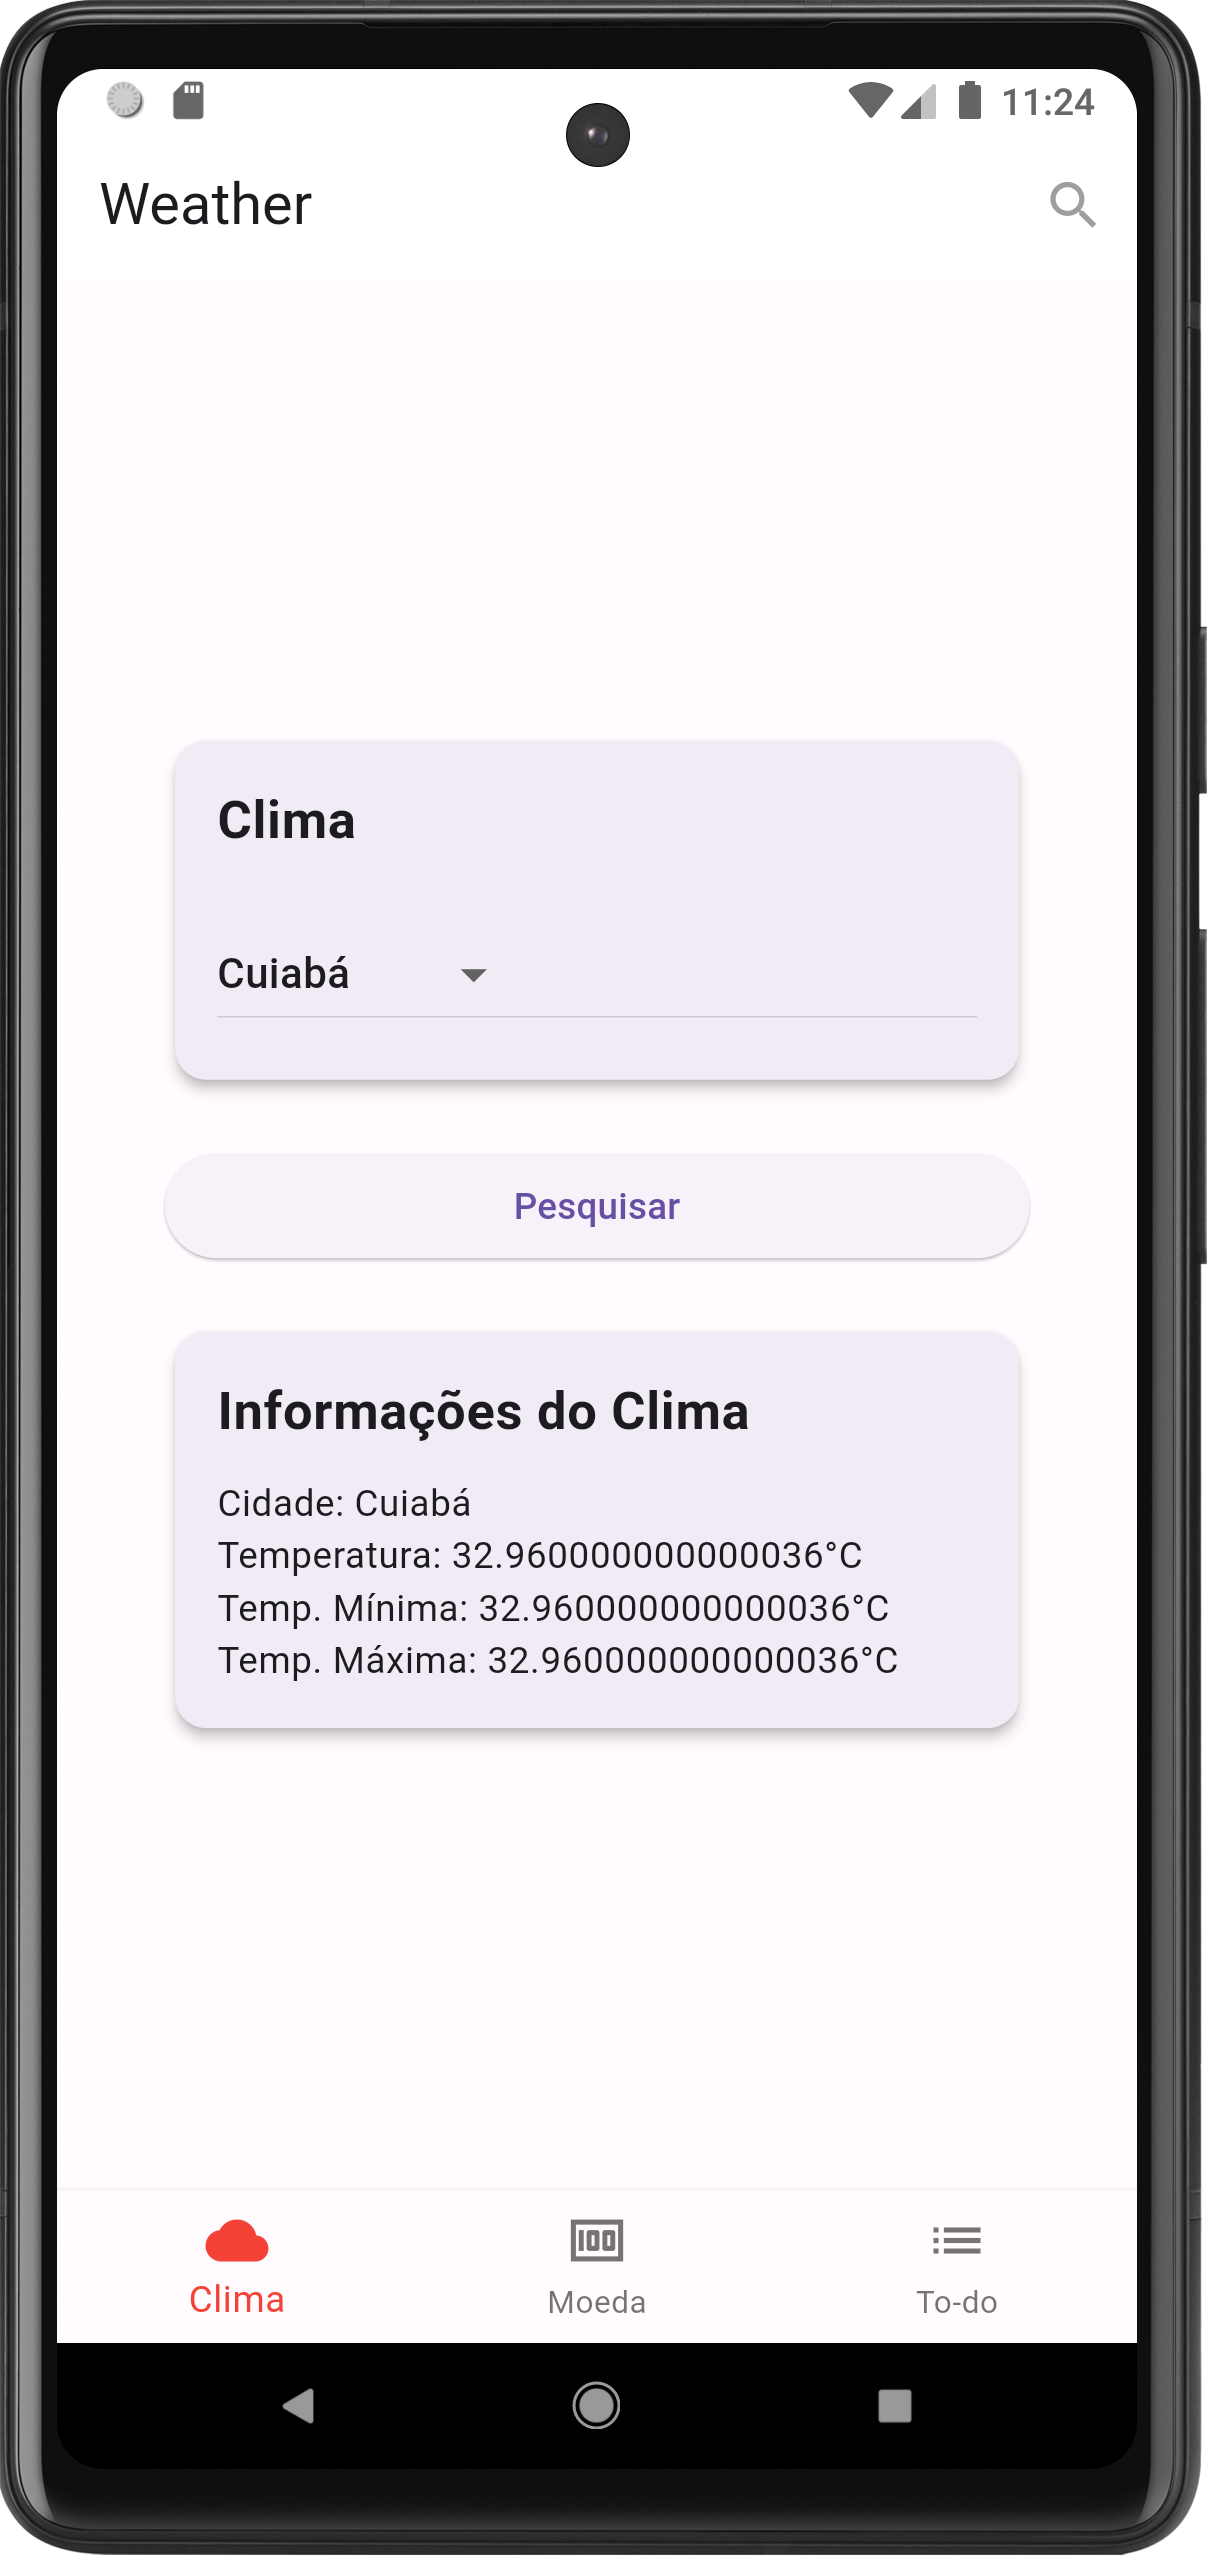 11:24
Weather
Clima
Cuiabá
Pesquisar
Informações do Clima
Cidade: Cuiabá
Temperatura: 32.960000000000036°C
Temp. Mínima: 32.960000000000036°C
Temp. Máxima: 32.960000000000036°C
100
Clima
Moeda
To-do